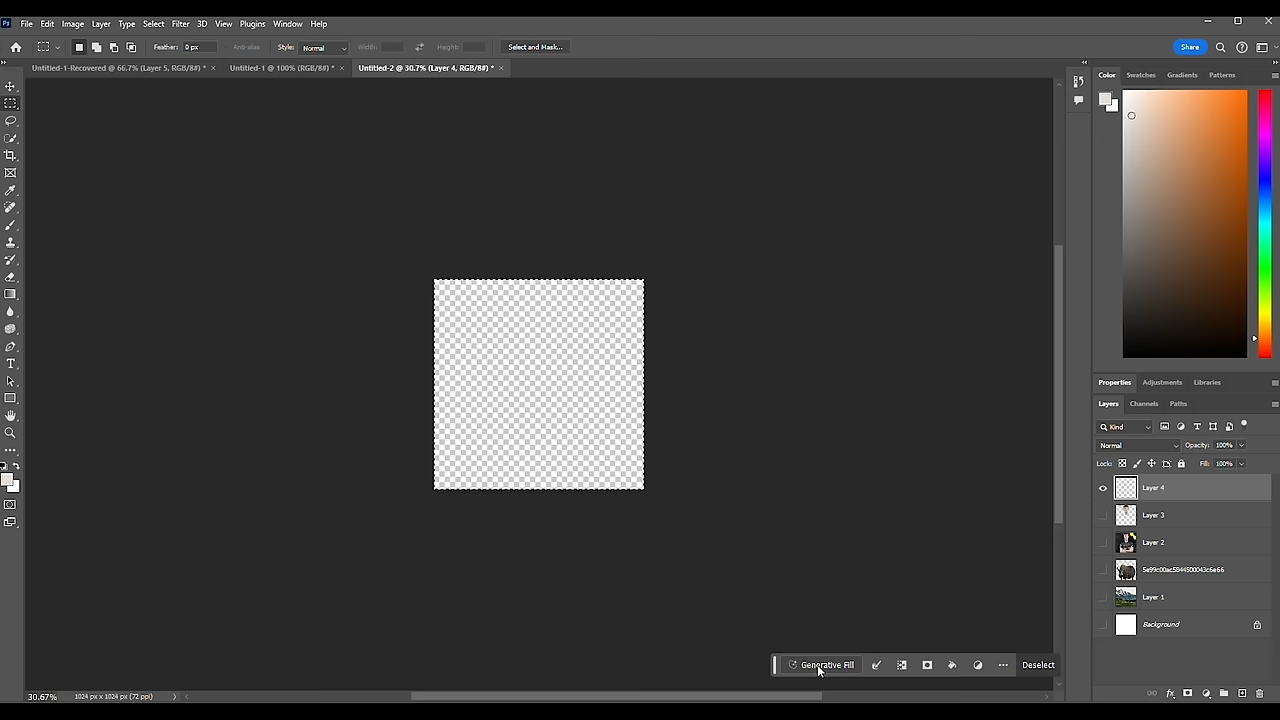 Ps File Edit Image Layer Type Select Filter 3D View Plugins Window Help
Feather: 0 px Anti-alias Style: Normal Width: Height: Select and Mask... Share
Untitled-1-Recovered @ 66.7% (Layer 5, RGB/8#) * × Untitled-1 @ 100% (RGB/8#) * × Untitled-2 @ 30.7% (Layer 4, RGB/8#) * ×
Color Swatches Gradients Patterns
Properties Adjustments Libraries
Layers Channels Paths
Kind
Normal Opacity: 100%
Lock: Fill: 100%
Layer 4
Layer 3
Layer 2
5e99c00ac5844500043c6e66
Layer 1
Background
Generative Fill Deselect
30.67% 1024 px x 1024 px (72 ppi)